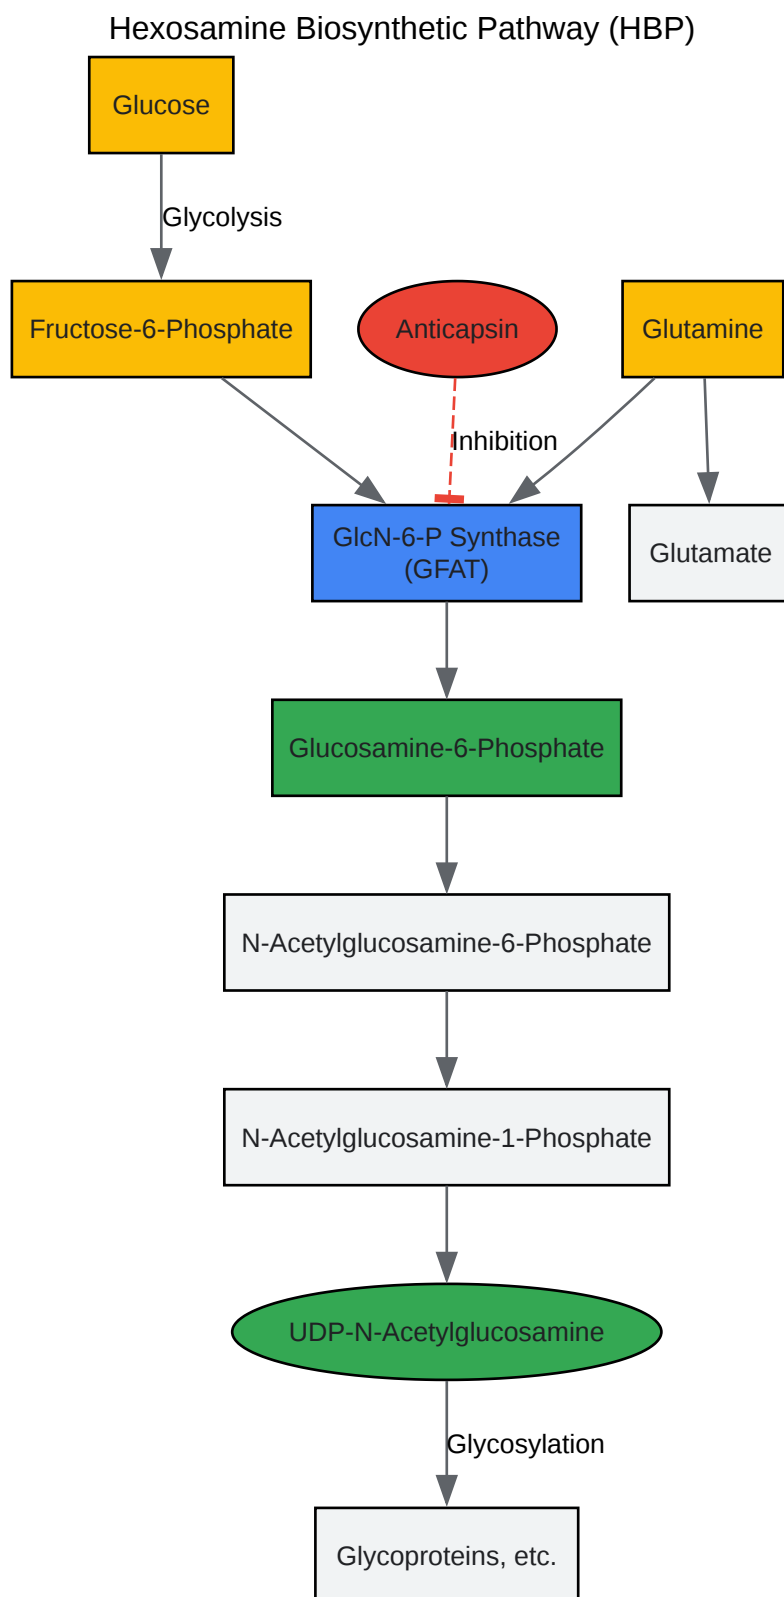 Hexosamine Biosynthetic Pathway (HBP)
Glucose
Glycolysis
Fructose-6-Phosphate
Anticapsin
Glutamine
Inhibition
GlcN-6-P Synthase
(GFAT)
Glutamate
Glucosamine-6-Phosphate
N-Acetylglucosamine-6-Phosphate
N-Acetylglucosamine-1-Phosphate
UDP-N-Acetylglucosamine
Glycosylation
Glycoproteins, etc.